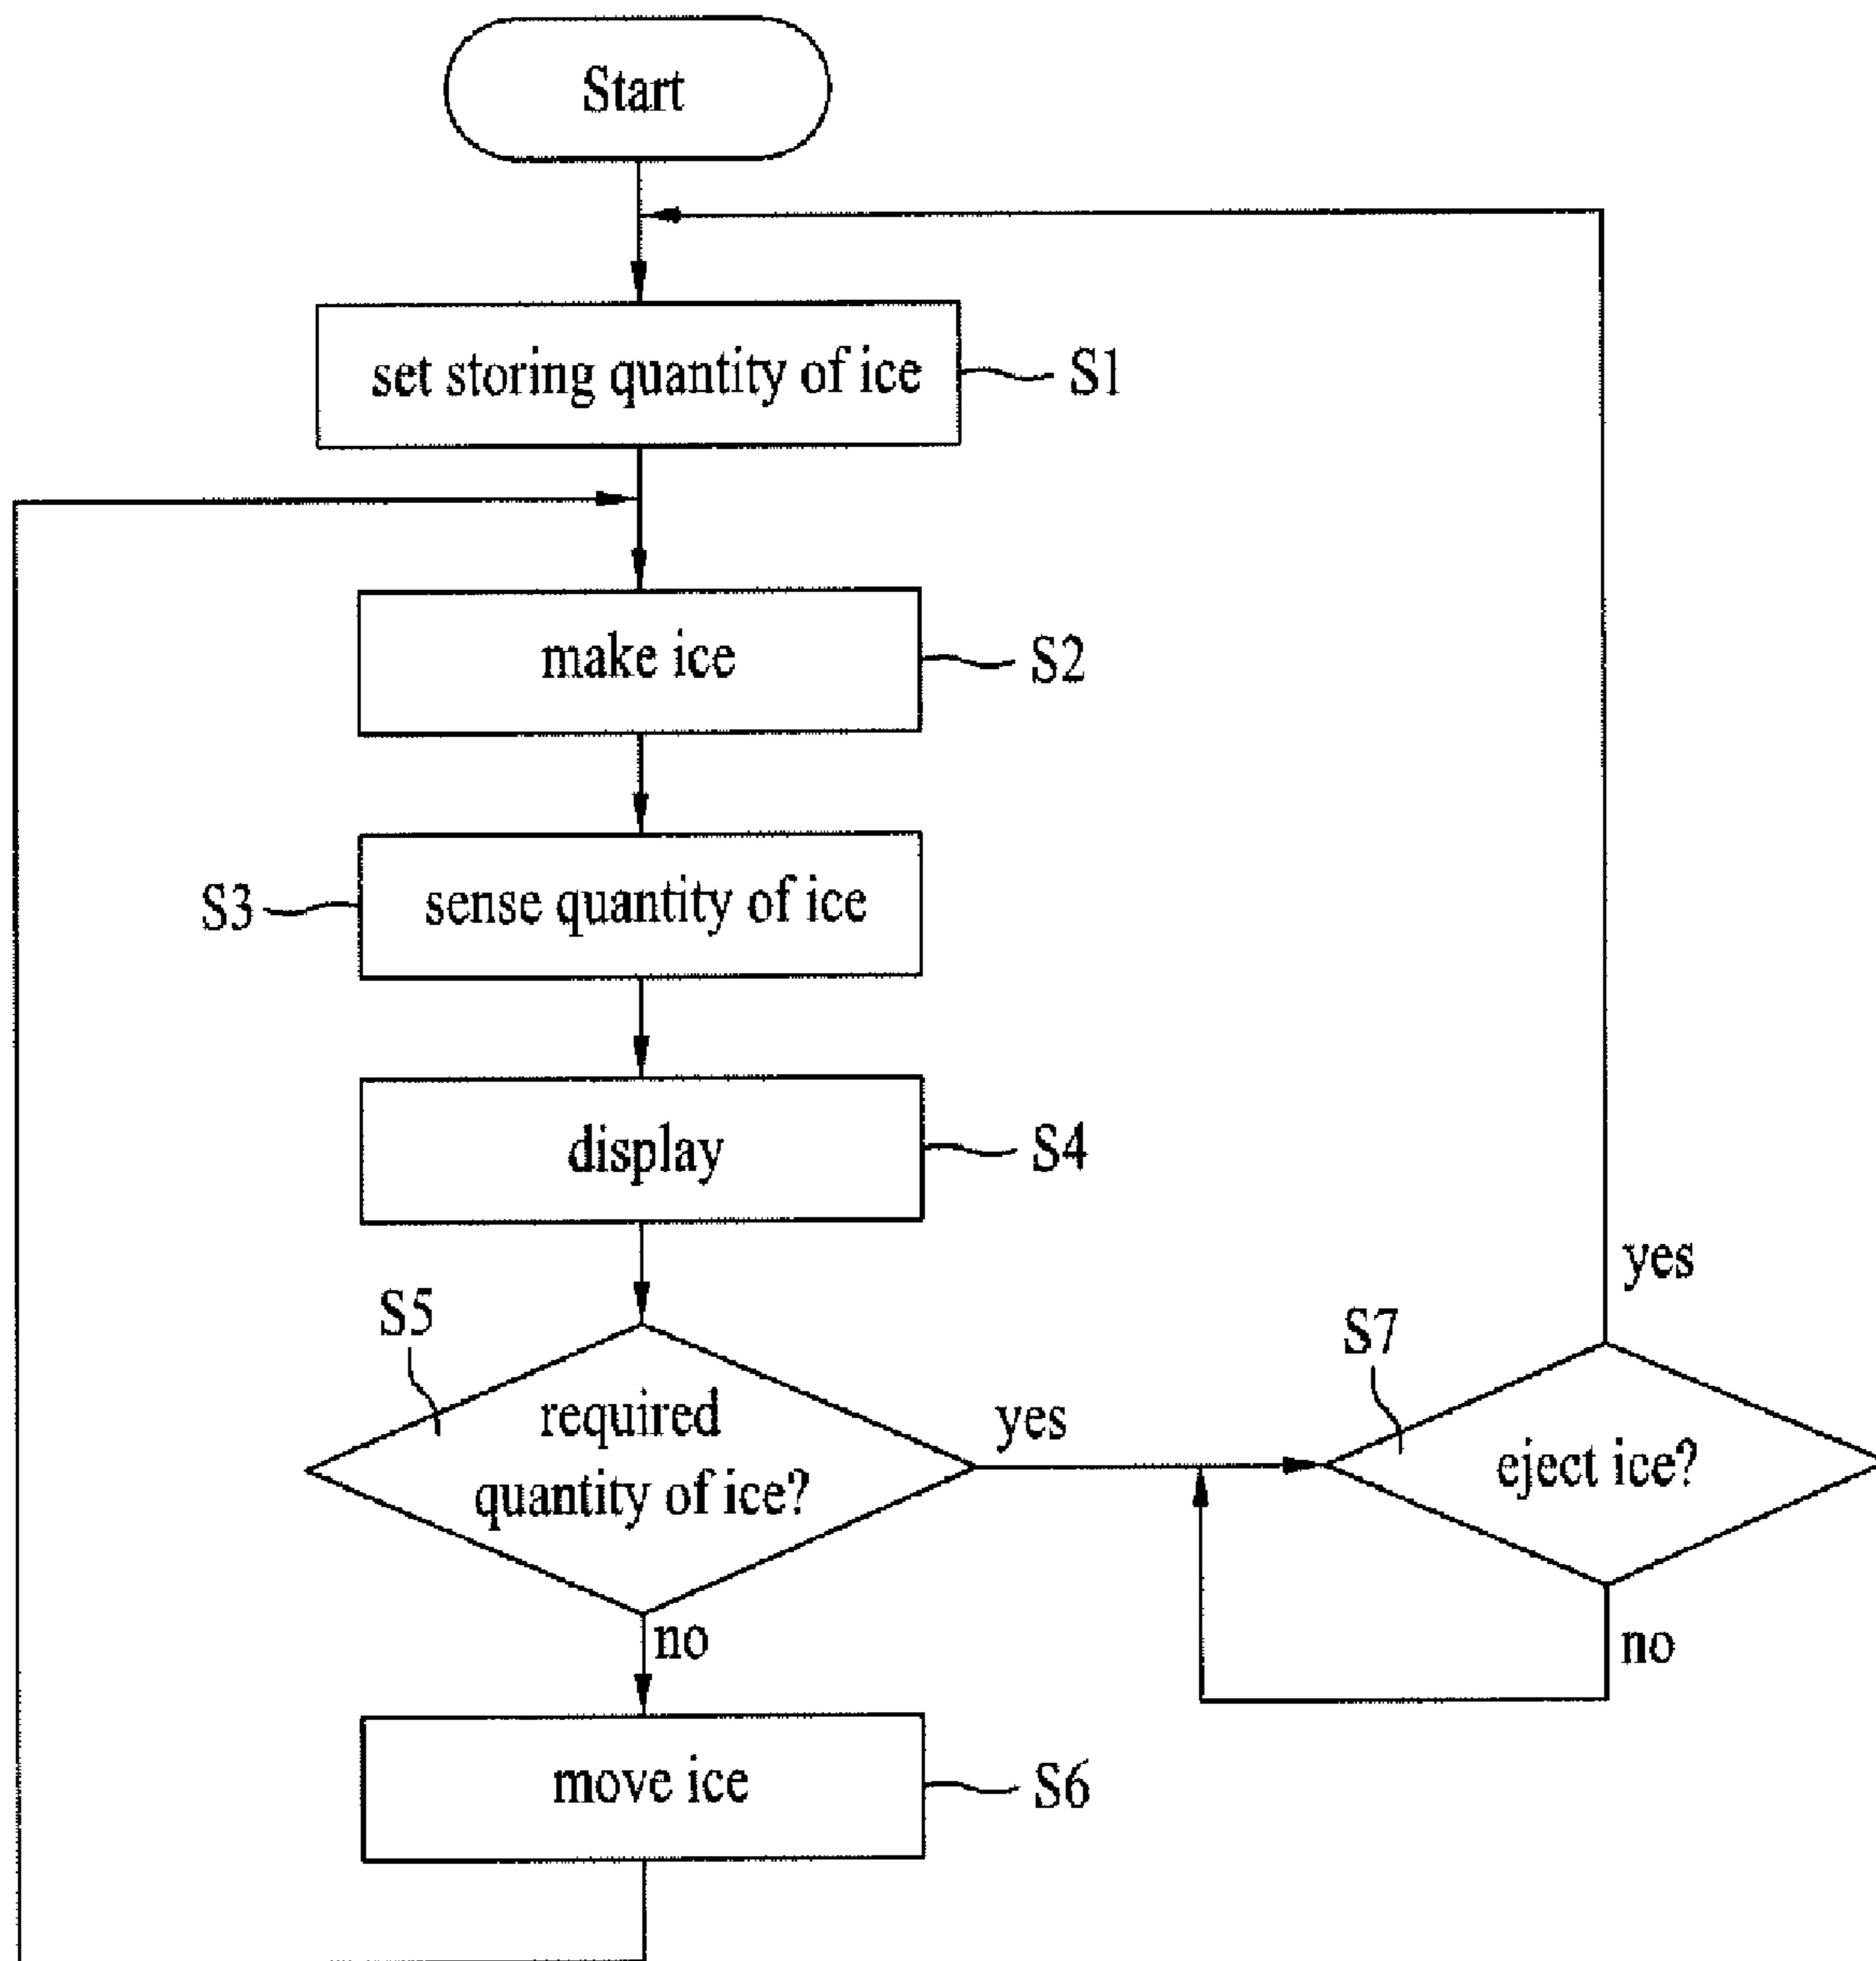 Start
set storing quantity of ice
S1
make ice
S2
S3
sense quantity of ice
display
S4
S5
required
quantity of ice?
yes
S7
eject ice?
yes
no
no
move ice
S6